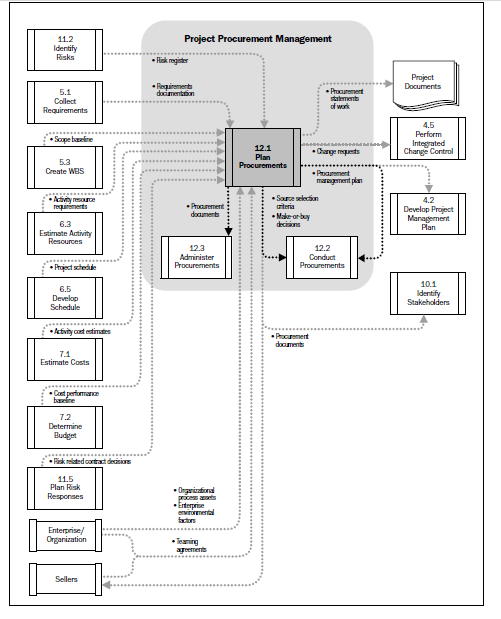 Project Procurement Management
11.2
Identify
Risks
• Risk register
5.1
Collect
Requirements
• Requirements
documentation
• Procurement
statements
of work
Project
Documents
• Scope baseline
5.3
Create WBS
12.1
Plan
Procurements
• Change requests
4.5
Perform
Integrated
Change Control
• Procurement
management plan
• Activity resource
requirements
6.3
Estimate Activity
Resources
• Procurement
documents
• Source selection
criteria
• Make-or-buy
decisions
4.2
Develop Project
Management
Plan
12.3
Administer
Procurements
12.2
Conduct
Procurements
• Project schedule
6.5
Develop
Schedule
10.1
Identify
Stakeholders
• Activity cost estimates
7.1
Estimate Costs
• Procurement
documents
• Cost performance
baseline
7.2
Determine
Budget
• Risk related contract decisions
11.5
Plan Risk
Responses
• Organizational
process assets
• Enterprise
environmental
factors
Enterprise/
Organization
• Teaming
agreements
Sellers